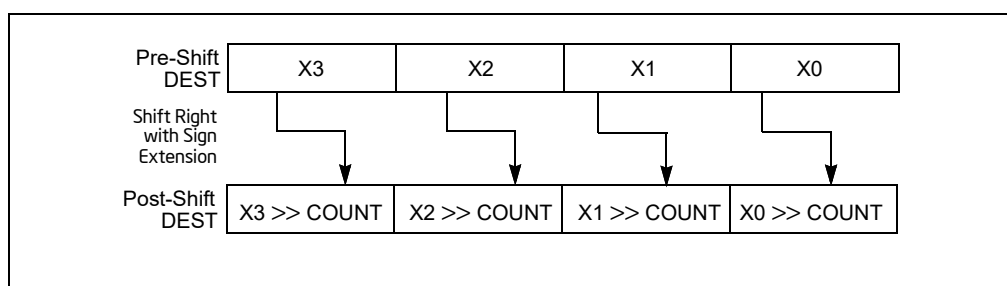 Pre-Shift
DEST
X3
X2
X1
X0
Shift Right
with Sign
Extension
Post-Shift
DEST
X3 >> COUNT
X2 >> COUNT
X1 >> COUNT
X0 >> COUNT